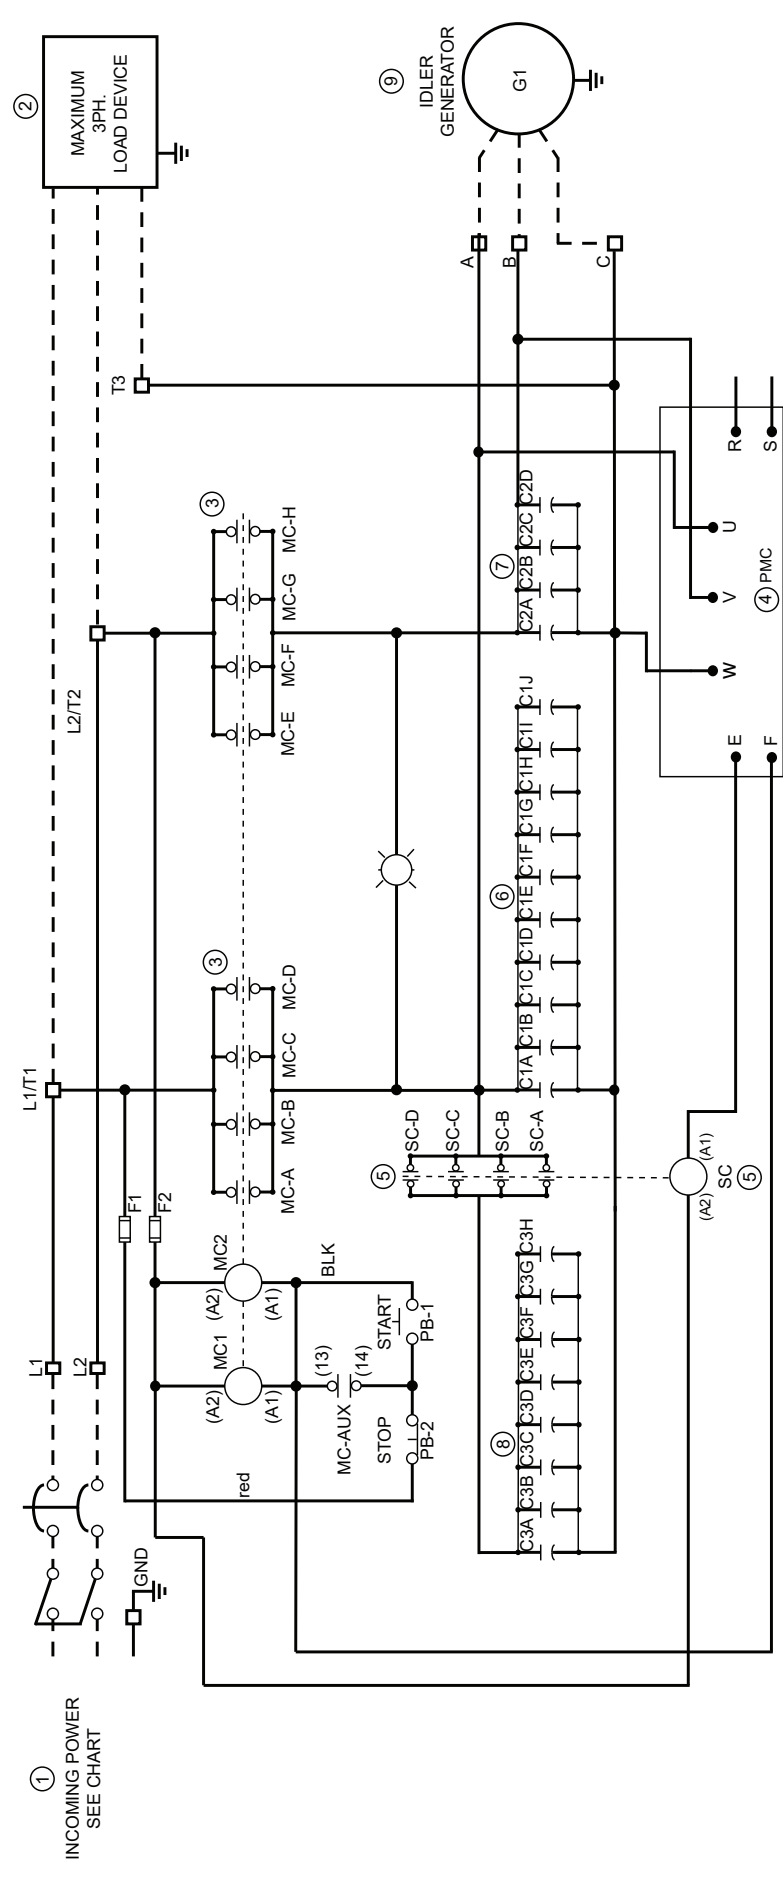 1
INCOMING POWER
SEE CHART
GND
L1
L2
L1/T1
L2/T2
T3
2
MAXIMUM
3PH.
LOAD DEVICE
F1
F2
red
BLK
(A2)
MC1
(A1)
(A2)
MC2
(A1)
MC-AUX
(13)
(14)
STOP
PB-2
START
PB-1
3
MC-A
MC-B
MC-C
MC-D
3
MC-E
MC-F
MC-G
MC-H
9
IDLER
GENERATOR
G1
A
B
C
5
SC-D
SC-C
SC-B
SC-A
8
C3A
C3B
C3C
C3D
C3E
C3F
C3G
C3H
6
C1A
C1B
C1C
C1D
C1E
C1F
C1G
C1H
C1I
C1J
7
C2A
C2B
C2C
C2D
(A2)
(A1)
SC
5
E
F
W
V
U
R
S
4 PMC